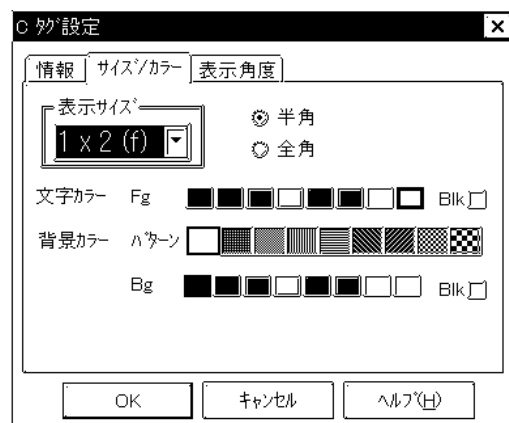 C ﾀｸﾞ設定
情報 ｻｲｽﾞ/ｶﾗｰ 表示角度
表示ｻｲｽﾞ
1 x 2 (f)
半角
全角
文字ｶﾗｰ Fg Blk
背景ｶﾗｰ ﾊﾟﾀｰﾝ
Bg Blk
OK ｷｬﾝｾﾙ ﾍﾙﾌﾟ(H)